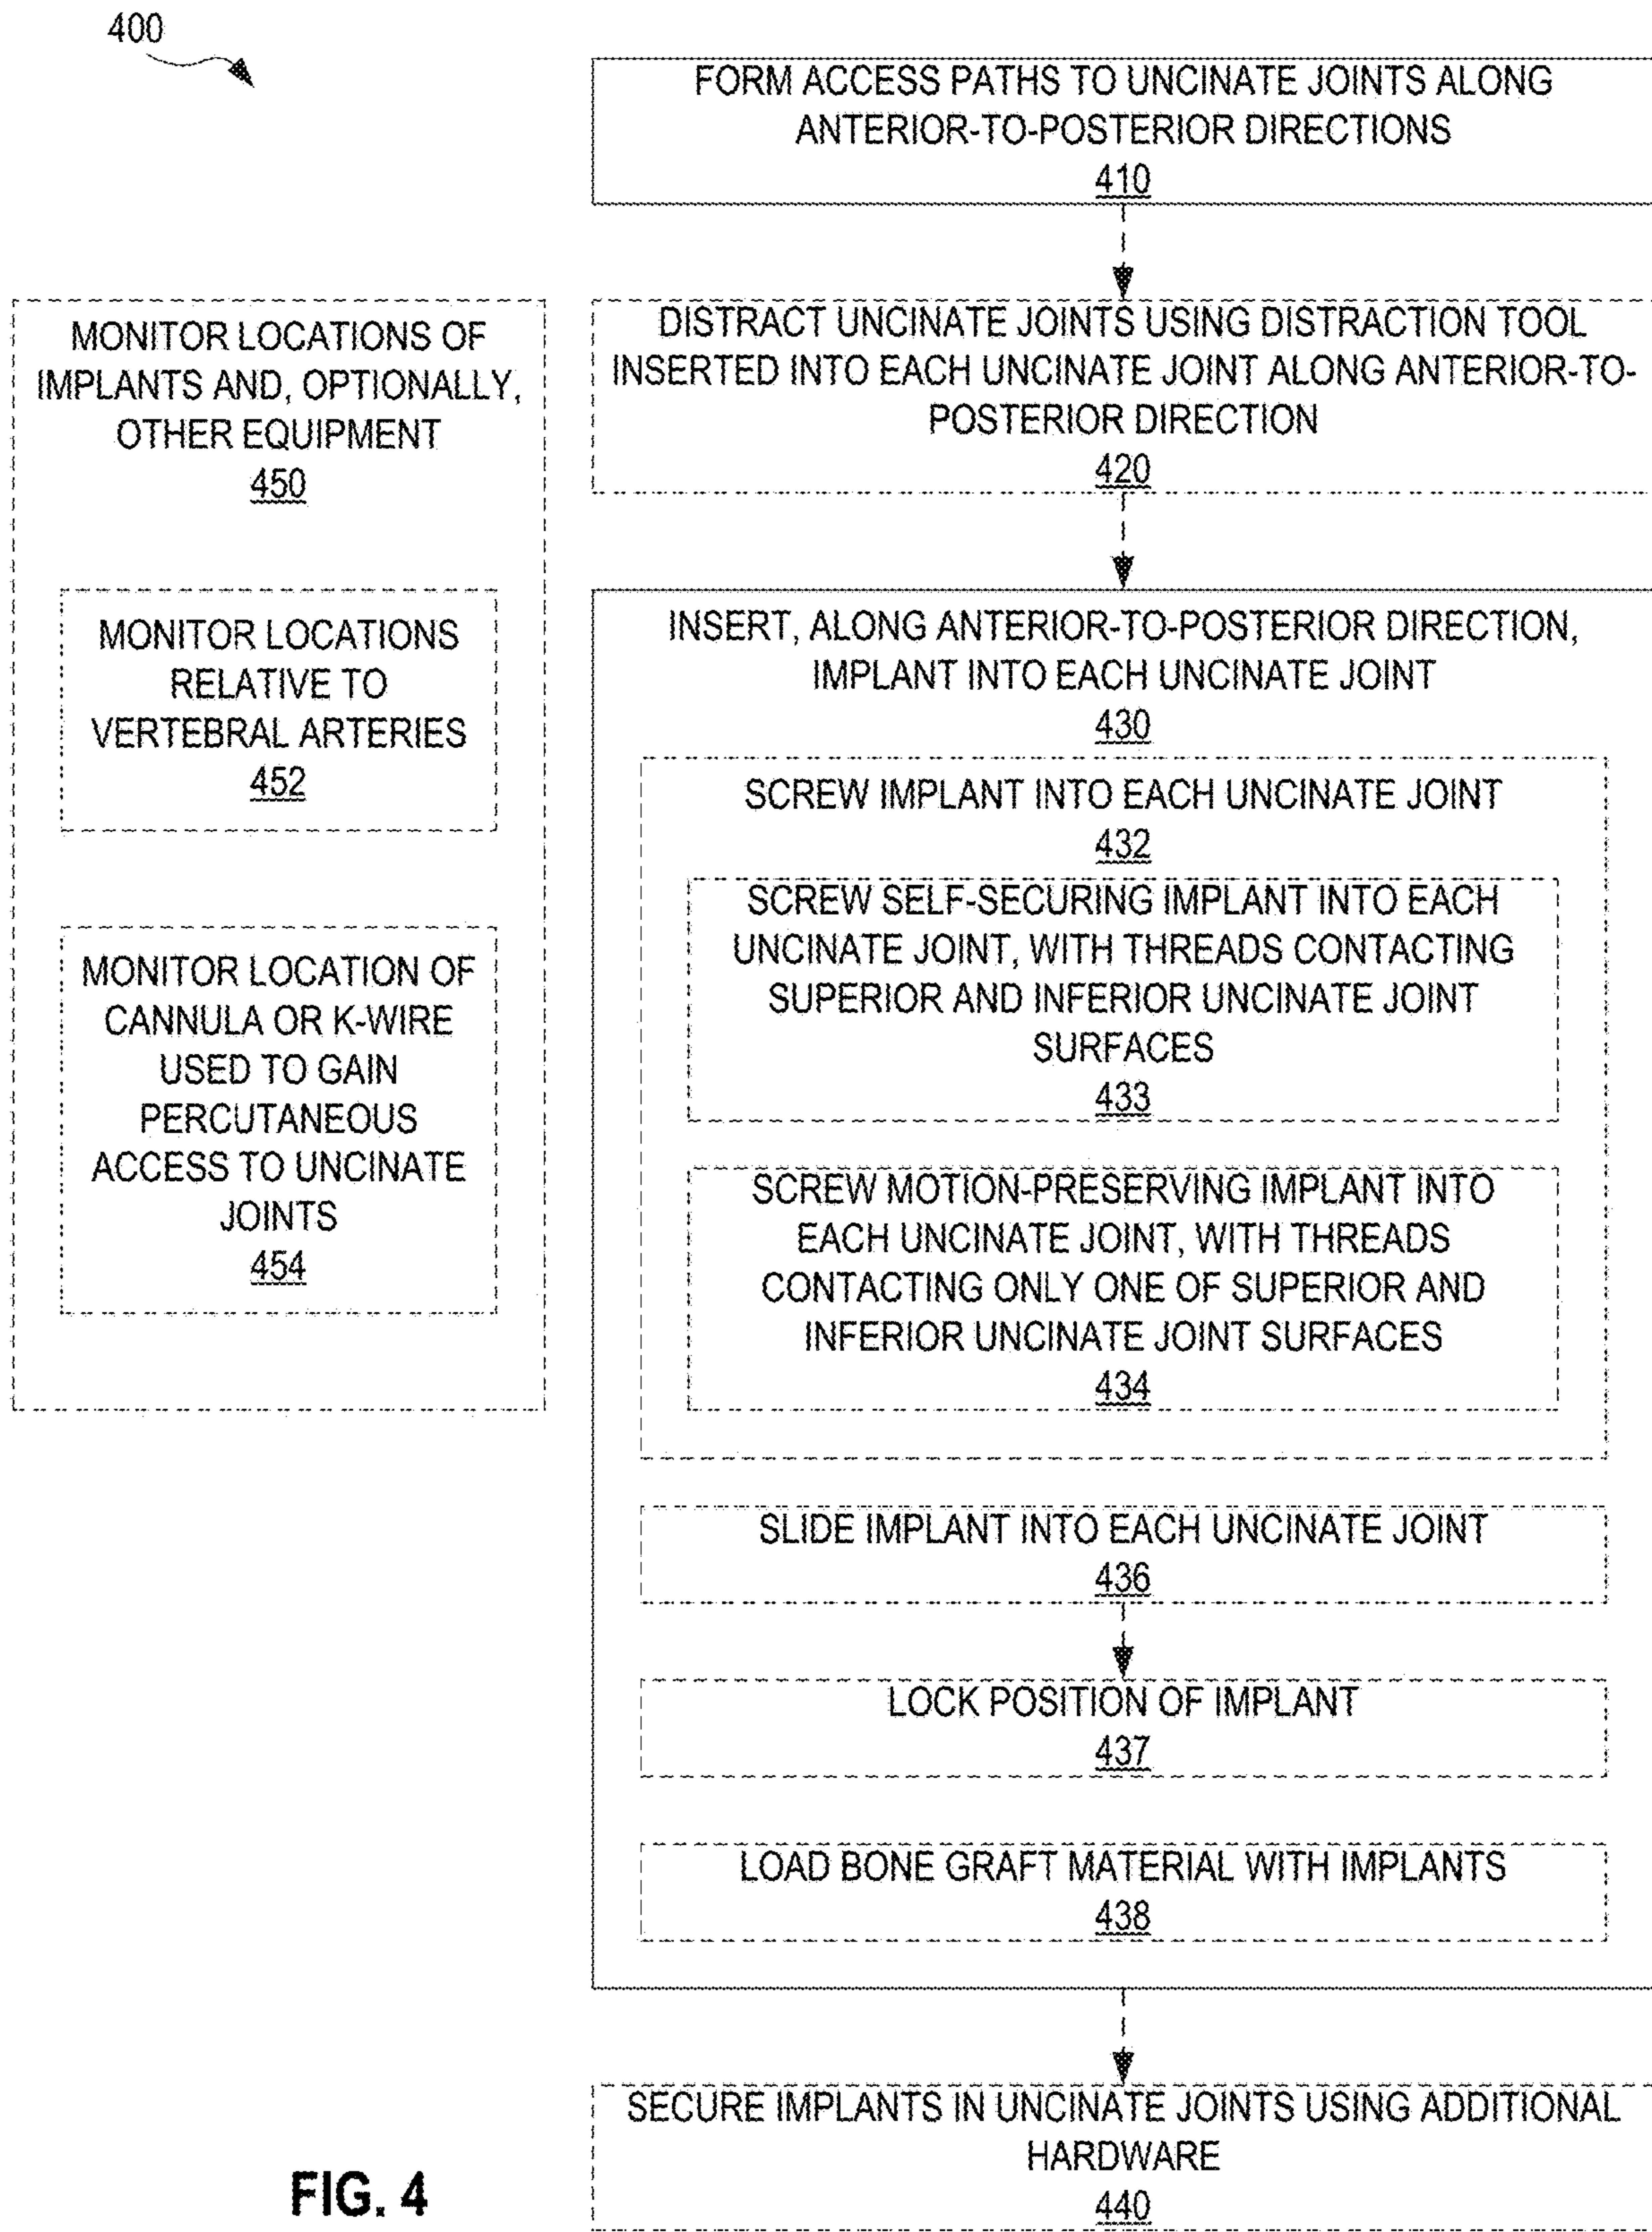 400
FORM ACCESS PATHS TO UNCINATE JOINTS ALONG
ANTERIOR-TO-POSTERIOR DIRECTIONS
410
DISTRACT UNCINATE JOINTS USING DISTRACTION TOOL
INSERTED INTO EACH UNCINATE JOINT ALONG ANTERIOR-TO-
POSTERIOR DIRECTION
420
MONITOR LOCATIONS OF
IMPLANTS AND, OPTIONALLY,
OTHER EQUIPMENT
450
MONITOR LOCATIONS
RELATIVE TO
VERTEBRAL ARTERIES
452
MONITOR LOCATION OF
CANNULA OR K-WIRE
USED TO GAIN
PERCUTANEOUS
ACCESS TO UNCINATE
JOINTS
454
INSERT, ALONG ANTERIOR-TO-POSTERIOR DIRECTION,
IMPLANT INTO EACH UNCINATE JOINT
430
SCREW IMPLANT INTO EACH UNCINATE JOINT
432
SCREW SELF-SECURING IMPLANT INTO EACH
UNCINATE JOINT, WITH THREADS CONTACTING
SUPERIOR AND INFERIOR UNCINATE JOINT
SURFACES
433
SCREW MOTION-PRESERVING IMPLANT INTO
EACH UNCINATE JOINT, WITH THREADS
CONTACTING ONLY ONE OF SUPERIOR AND
INFERIOR UNCINATE JOINT SURFACES
434
SLIDE IMPLANT INTO EACH UNCINATE JOINT
436
LOCK POSITION OF IMPLANT
437
LOAD BONE GRAFT MATERIAL WITH IMPLANTS
438
SECURE IMPLANTS IN UNCINATE JOINTS USING ADDITIONAL
HARDWARE
440
FIG. 4